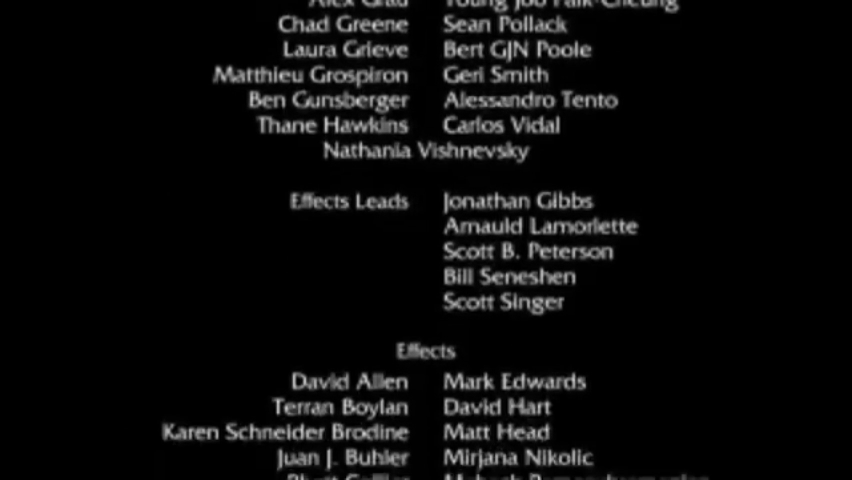 Alex Grad Young Joo Paik-Cheung
Chad Greene Sean Pollack
Laura Grieve Bert GJN Poole
Matthieu Grospiron Geri Smith
Ben Gunsberger Alessandro Tento
Thane Hawkins Carlos Vidal
Nathania Vishnevsky
Effects Leads Jonathan Gibbs
Arnauld Lamorlette
Scott B. Peterson
Bill Seneshen
Scott Singer
Effects
David Allen Mark Edwards
Terran Boylan David Hart
Karen Schneider Brodine Matt Head
Juan J. Buhler Mirjana Nikolic